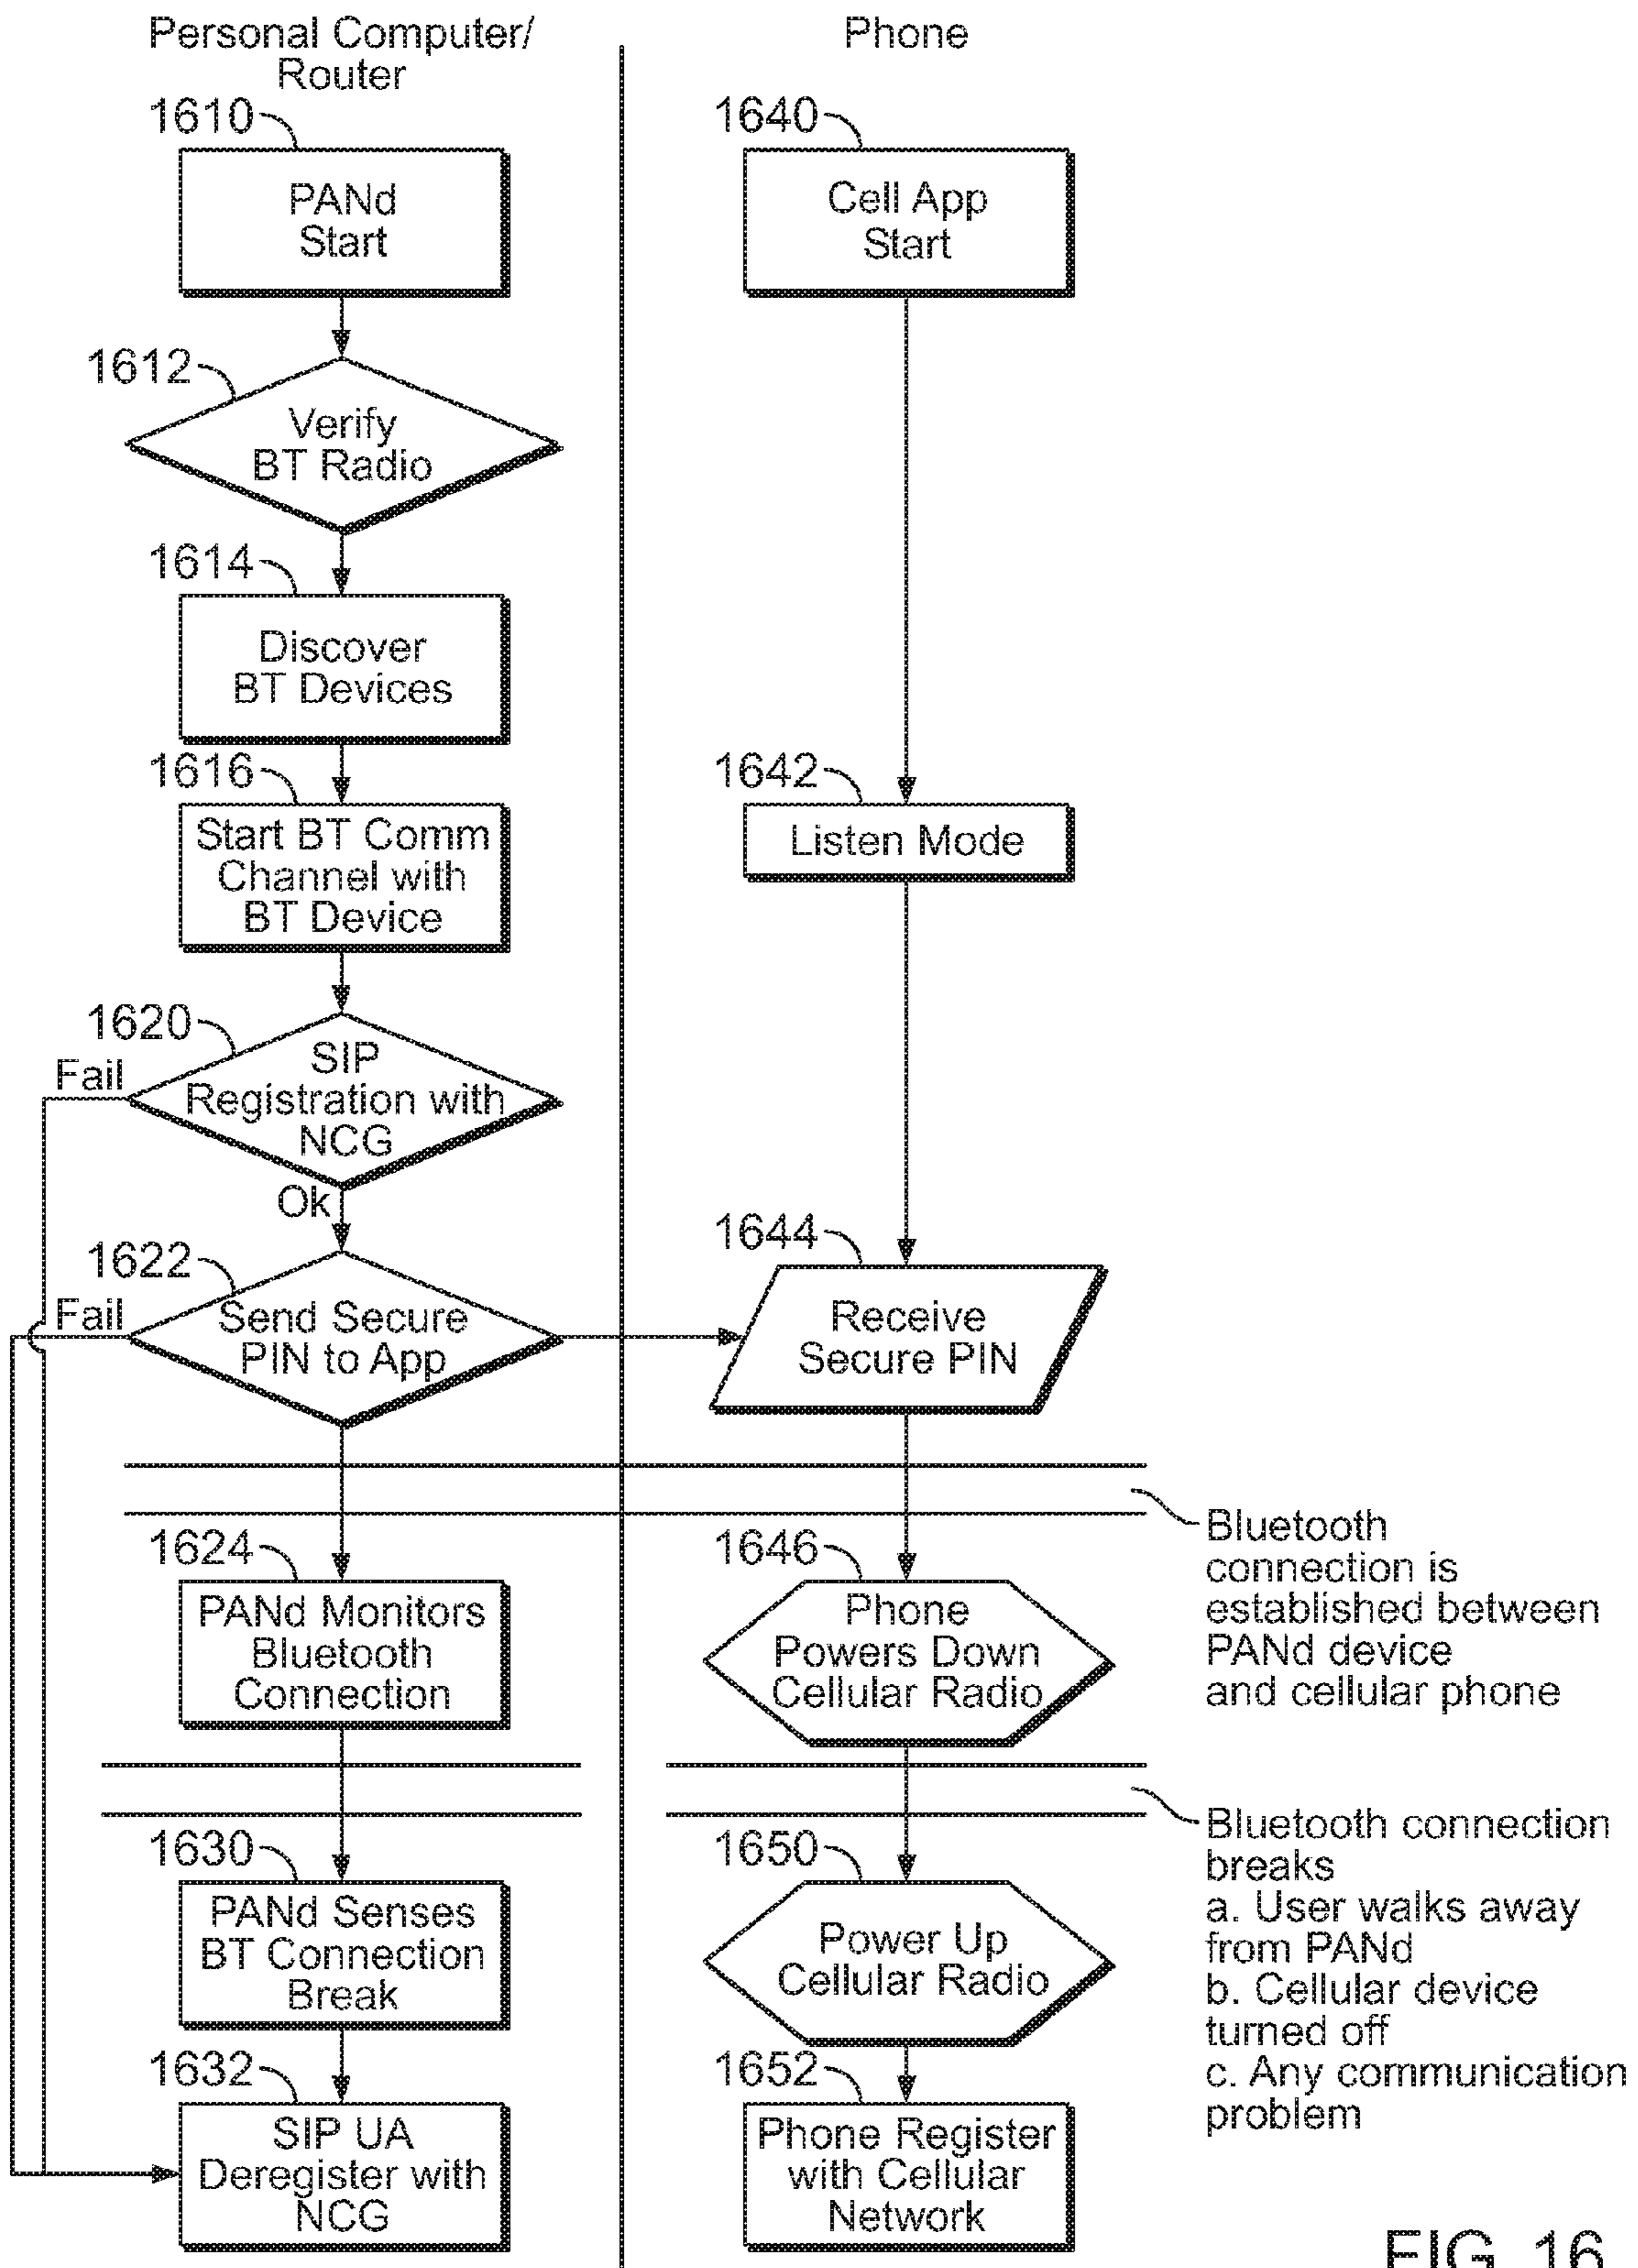 Personal Computer/
Router
Phone
1610
PANd
Start
1640
Cell App
Start
1612
Verify
BT Radio
1614
Discover
BT Devices
1616
Start BT Comm
Channel with
BT Device
1642
Listen Mode
1620
Fail
SIP
Registration with
NCG
Ok
1622
Fail
Send Secure
PIN to App
1644
Receive
Secure PIN
Bluetooth
connection is
established between
PANd device
and cellular phone
1624
PANd Monitors
Bluetooth
Connection
1646
Phone
Powers Down
Cellular Radio
Bluetooth connection
breaks
a. User walks away
from PANd
b. Cellular device
turned off
c. Any communication
problem
1630
PANd Senses
BT Connection
Break
1650
Power Up
Cellular Radio
1632
SIP UA
Deregister with
NCG
1652
Phone Register
with Cellular
Network
FIG. 16